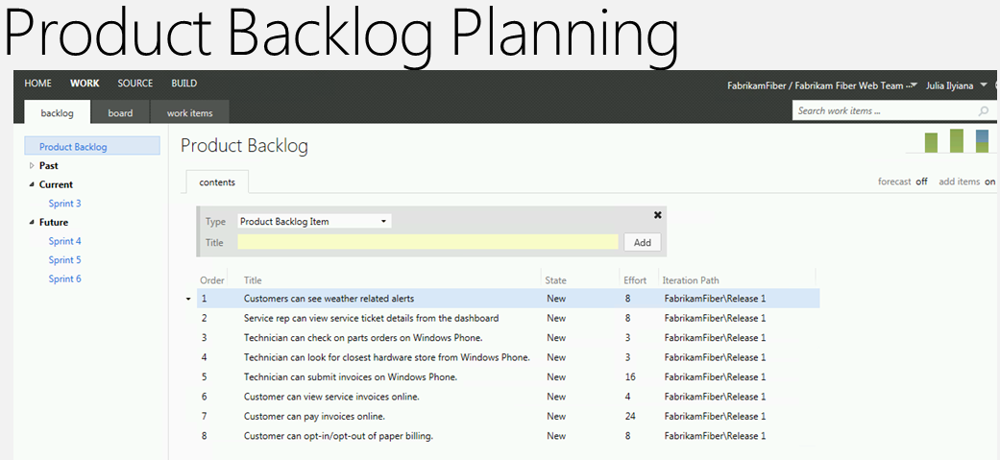 Product Backlog Planning
HOME WORK SOURCE BUILD
FabrikamFiber / Fabrikam Fiber Web Team ... Julia Ilyiana
backlog board work items
Search work items ...
Product Backlog
Past
Current
Sprint 3
Future
Sprint 4
Sprint 5
Sprint 6
Product Backlog
contents
forecast off add items on
Type Product Backlog Item
Title Add
Order Title State Effort Iteration Path
1 Customers can see weather related alerts New 8 FabrikamFiber\Release 1
2 Service rep can view service ticket details from the dashboard New 8 FabrikamFiber\Release 1
3 Technician can check on parts orders on Windows Phone. New 3 FabrikamFiber\Release 1
4 Technician can look for closest hardware store from Windows Phone. New 3 FabrikamFiber\Release 1
5 Technician can submit invoices on Windows Phone. New 16 FabrikamFiber\Release 1
6 Customer can view service invoices online. New 4 FabrikamFiber\Release 1
7 Customer can pay invoices online. New 24 FabrikamFiber\Release 1
8 Customer can opt-in/opt-out of paper billing. New 8 FabrikamFiber\Release 1